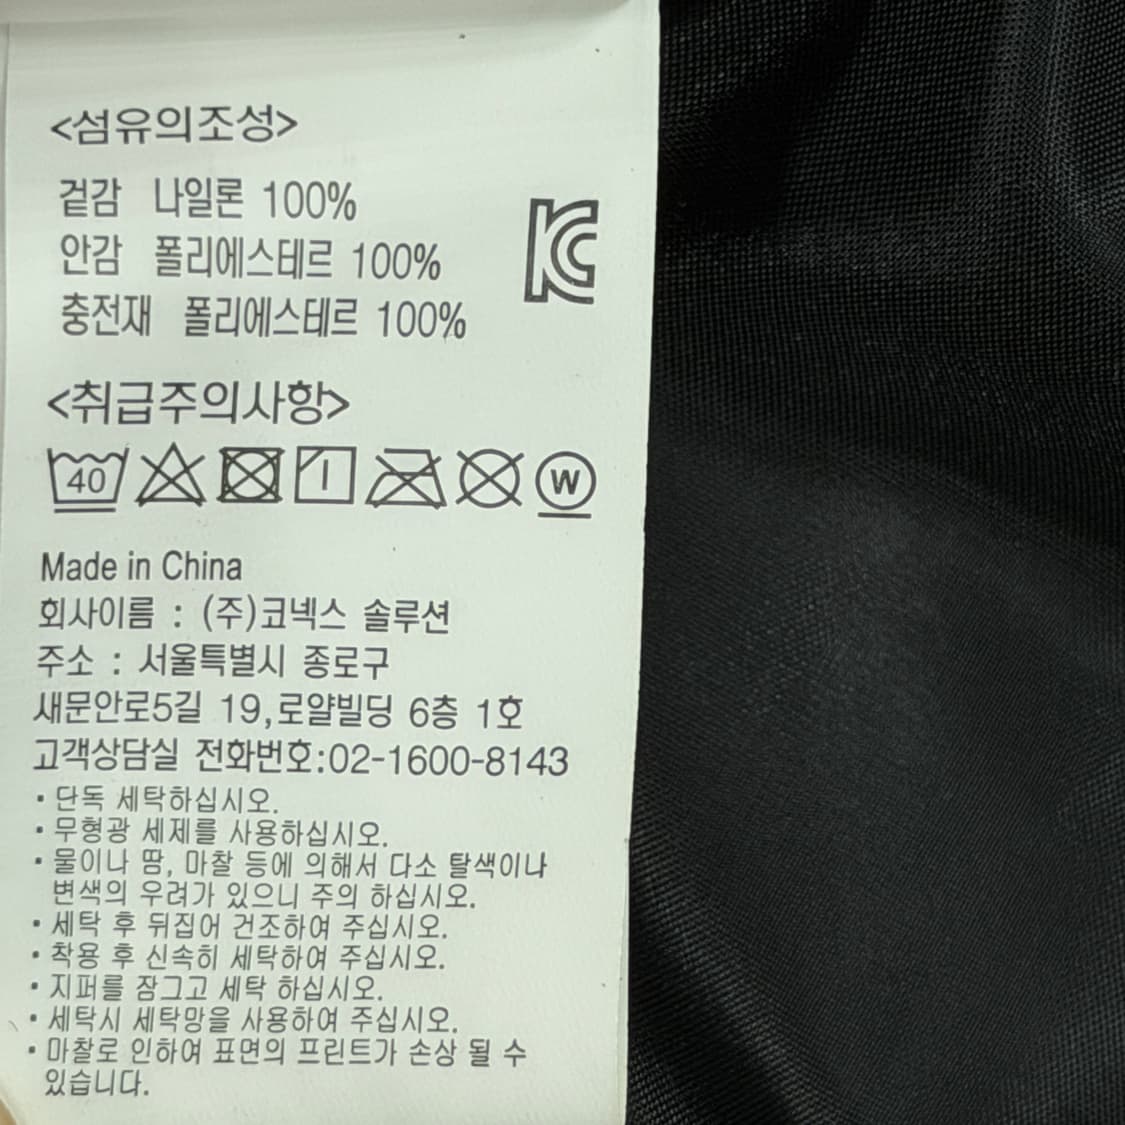 <섬유의조성>
겉감 나일론 100%
안감 폴리에스테르 100%
충전재 폴리에스테르 100%
KC
<취급주의사항>
40 W
Made in China
회사이름 : (주)코넥스 솔루션
주소 : 서울특별시 종로구
새문안로5길 19,로얄빌딩 6층 1호
고객상담실 전화번호:02-1600-8143
· 단독 세탁하십시오.
· 무형광 세제를 사용하십시오.
· 물이나 땀, 마찰 등에 의해서 다소 탈색이나
변색의 우려가 있으니 주의 하십시오.
· 세탁 후 뒤집어 건조하여 주십시오.
· 착용 후 신속히 세탁하여 주십시오.
· 지퍼를 잠그고 세탁 하십시오.
· 세탁시 세탁망을 사용하여 주십시오.
· 마찰로 인하여 표면의 프린트가 손상 될 수
있습니다.